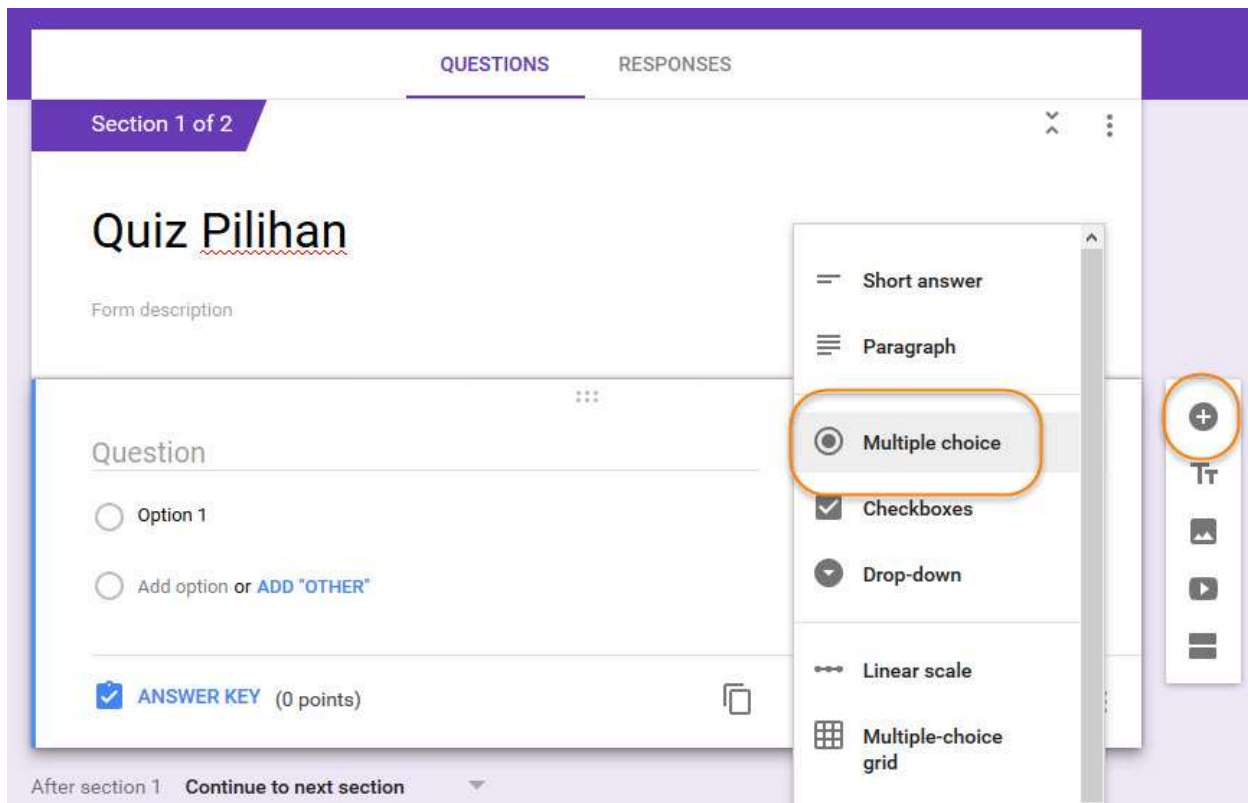 QUESTIONS RESPONSES
Section 1 of 2
Quiz Pilihan
Form description
Short answer
Paragraph
Multiple choice
Checkboxes
Drop-down
Linear scale
Multiple-choice
grid
Question
Option 1
Add option or ADD "OTHER"
ANSWER KEY (0 points)
After section 1 Continue to next section
Tт